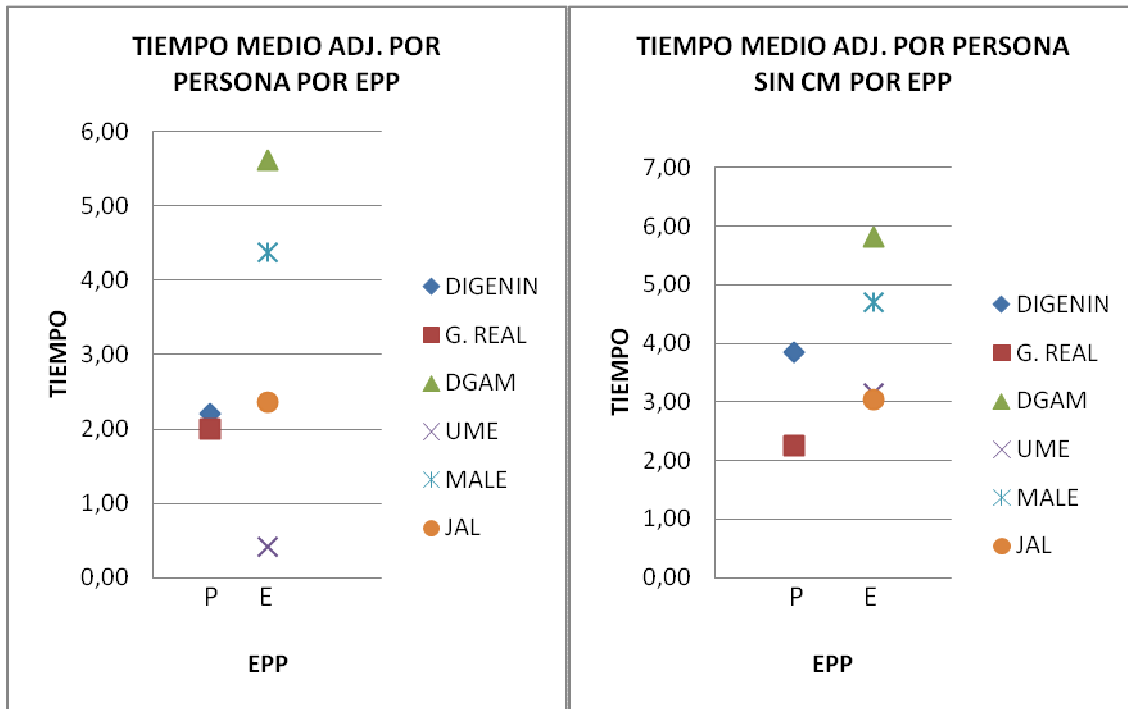 TIEMPO MEDIO ADJ. POR
PERSONA POR EPP
6,00
5,00
4,00
3,00
2,00
1,00
0,00
TIEMPO
P E
EPP
DIGENIN
G. REAL
DGAM
UME
MALE
JAL
TIEMPO MEDIO ADJ. POR PERSONA
SIN CM POR EPP
7,00
6,00
5,00
4,00
3,00
2,00
1,00
0,00
TIEMPO
P E
EPP
DIGENIN
G. REAL
DGAM
UME
MALE
JAL